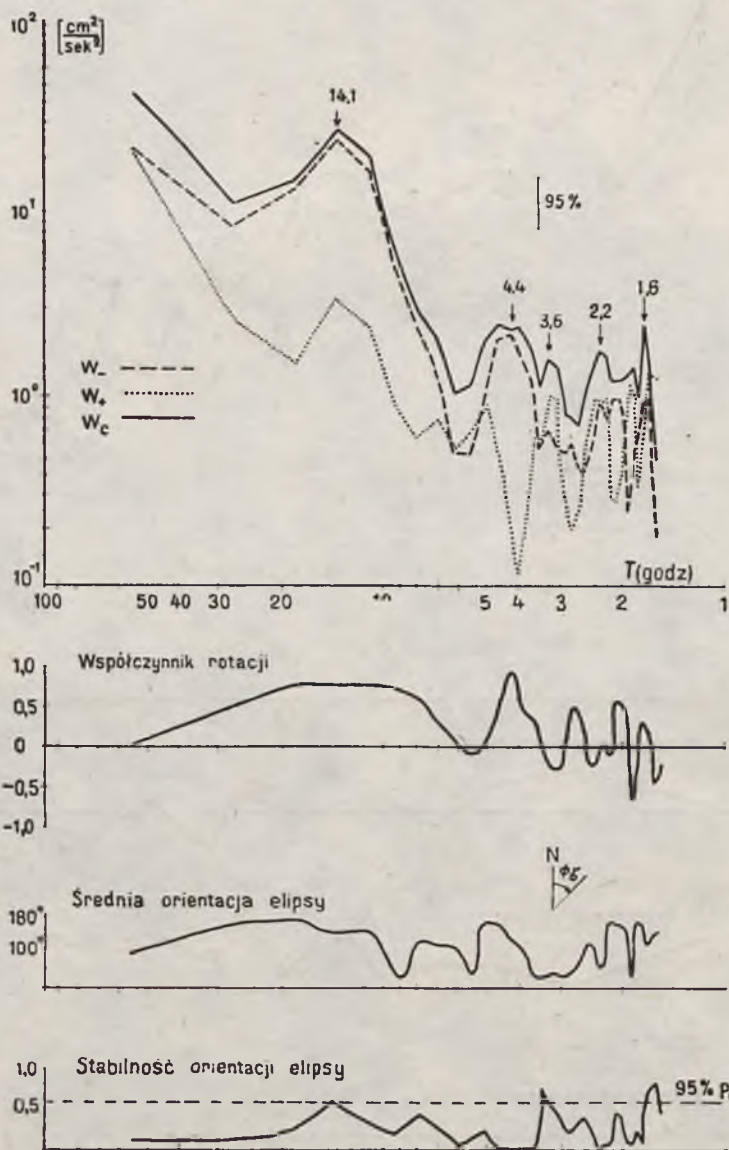 10² [cm²/sek²]
14,1
10¹
95%
4,4
3,6
2,2
1,6
W₋
W₊
W_c
10⁰
10⁻¹
T(godz)
100 50 40 30 20 10 5 4 3 2 1
Współczynnik rotacji
1,0
0,5
0
-0,5
-1,0
N
Średnia orientacja elipsy
180°
100°
Stabilność orientacji elipsy
1,0
95% P
0,5